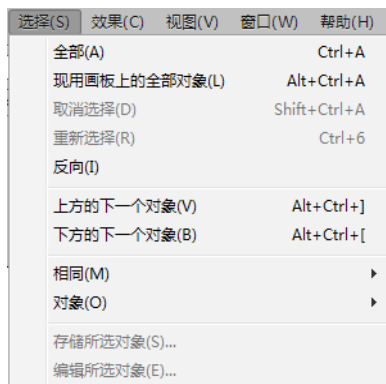 选择(S) 效果(C) 视图(V) 窗口(W) 帮助(H)
全部(A) Ctrl+A
现用画板上的全部对象(L) Alt+Ctrl+A
取消选择(D) Shift+Ctrl+A
重新选择(R) Ctrl+6
反向(I)
上方的下一个对象(V) Alt+Ctrl+]
下方的下一个对象(B) Alt+Ctrl+[
相同(M)
对象(O)
存储所选对象(S)...
编辑所选对象(E)...